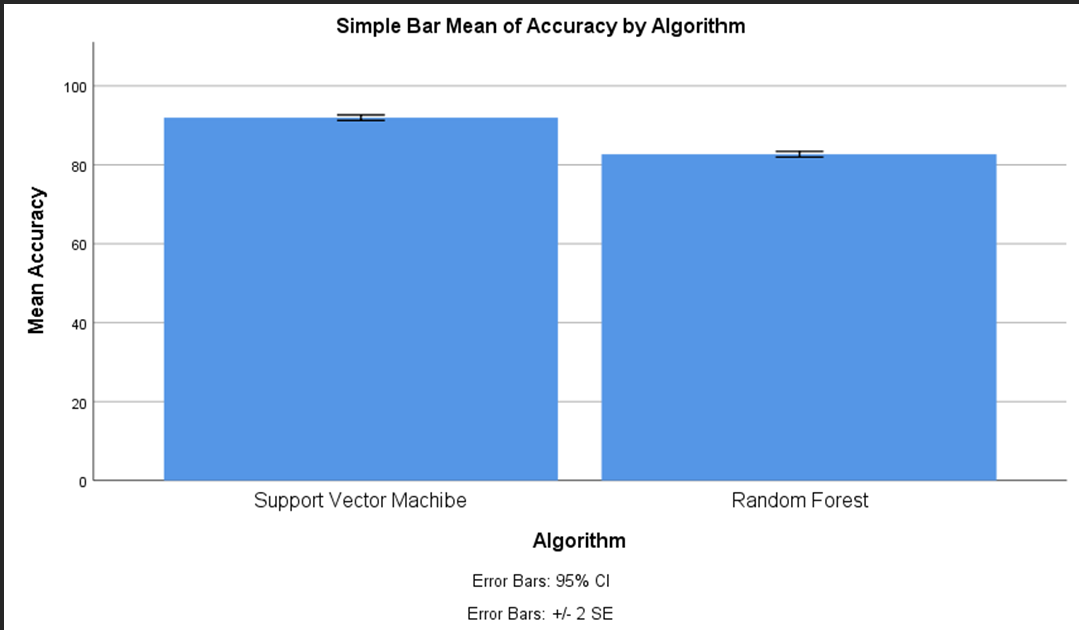 Simple Bar Mean of Accuracy by Algorithm
Mean Accuracy
100
80
60
40
20
0
Support Vector Machibe
Random Forest
Algorithm
Error Bars: 95% CI
Error Bars: +/- 2 SE